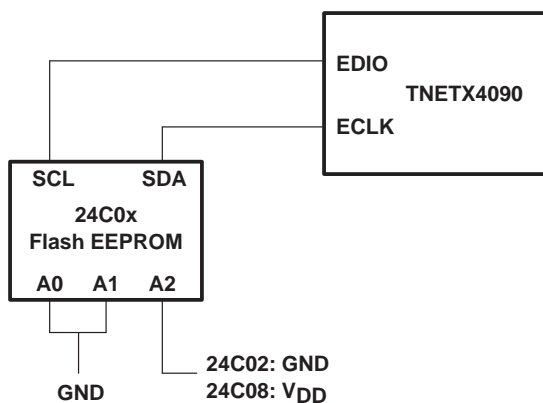 EDIO
TNETX4090
ECLK
SCL SDA
24C0x
Flash EEPROM
A0 A1 A2
24C02: GND
GND
24C08: VDD